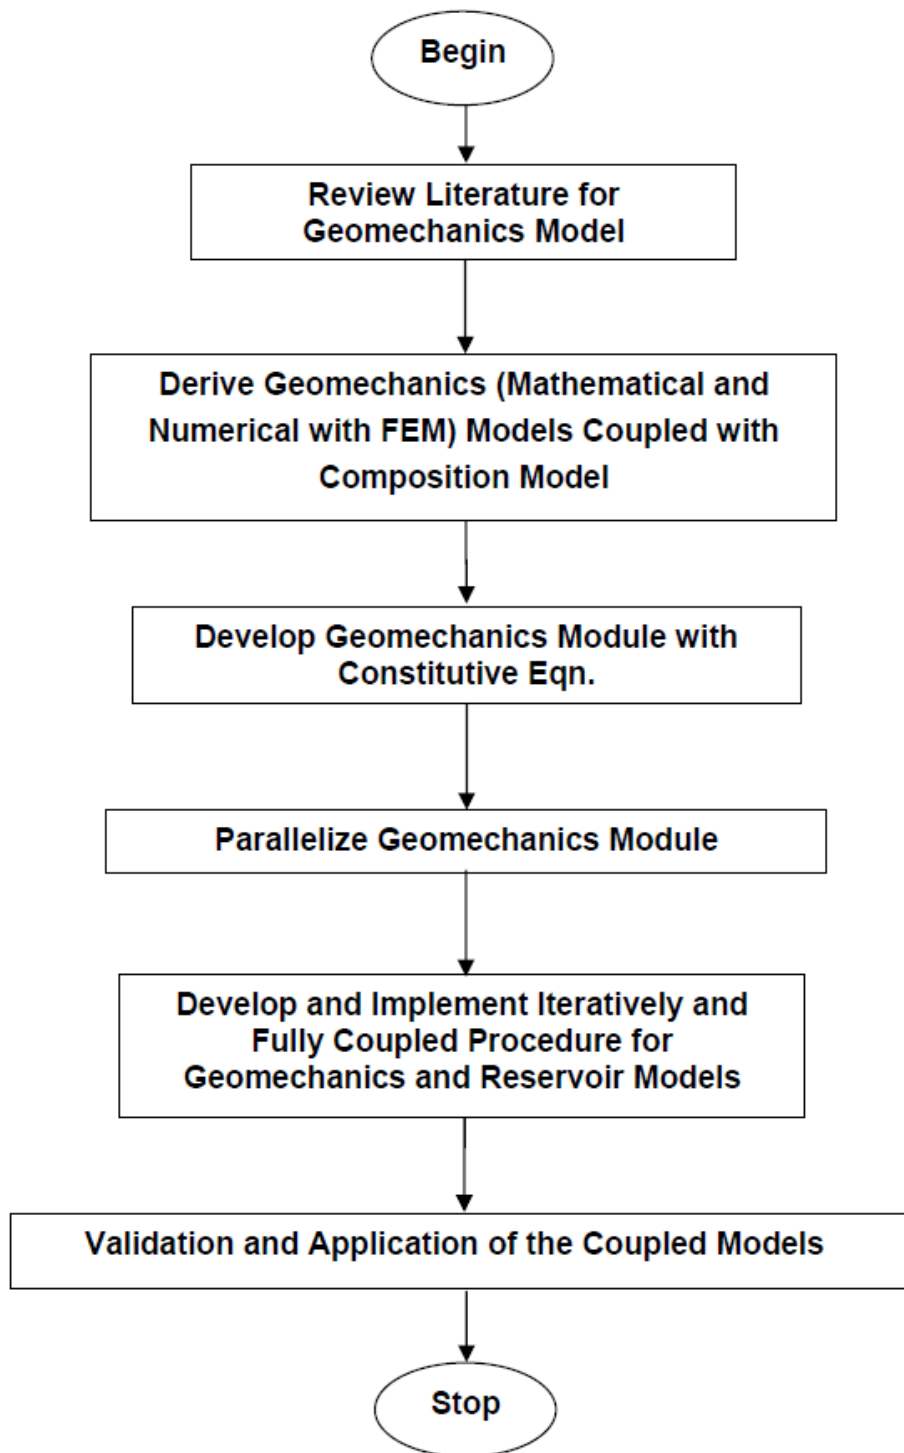 Begin
Review Literature for
Geomechanics Model
Derive Geomechanics (Mathematical and
Numerical with FEM) Models Coupled with
Composition Model
Develop Geomechanics Module with
Constitutive Eqn.
Parallelize Geomechanics Module
Develop and Implement Iteratively and
Fully Coupled Procedure for
Geomechanics and Reservoir Models
Validation and Application of the Coupled Models
Stop